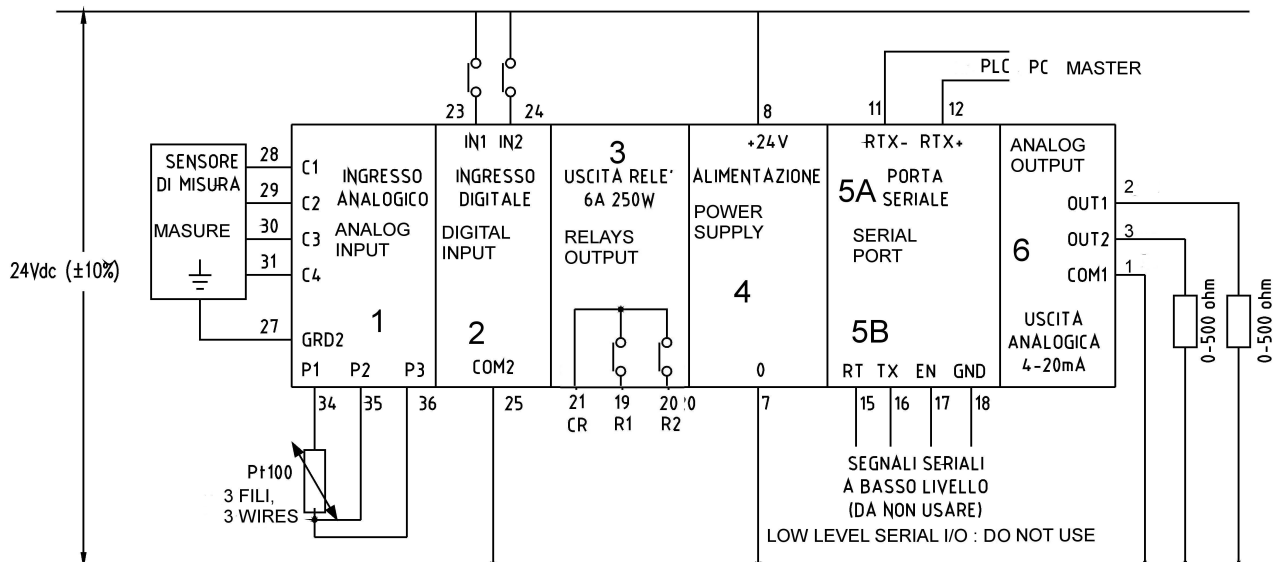 PLC PC MASTER
23 24 8 11 12
IN1 IN2 3 +24V RTX- RTX+ ANALOG
OUTPUT
SENSORE
DI MISURA
MASURE
28 C1
29 C2
30 C3
31 C4
27 GRD2
INGRESSO
ANALOGICO
ANALOG
INPUT
1
P1 P2 P3
INGRESSO
DIGITALE
DIGITAL
INPUT
2
COM2
USCITA RELE'
6A 250W
RELAYS
OUTPUT
ALIMENTAZIONE
POWER
SUPPLY
4
0
5A PORTA
SERIALE
SERIAL
PORT
5B
RT TX EN GND
OUT1 2
OUT2 3
6
COM1 1
USCITA
ANALOGICA
4-20mA
0-500 ohm
0-500 ohm
24Vdc (±10%)
34 35 36 25 21 19 20 20 7 15 16 17 18
CR R1 R2
Pt100
3 FILI,
3 WIRES
SEGNALI SERIALI
A BASSO LIVELLO
(DA NON USARE)
LOW LEVEL SERIAL I/O : DO NOT USE